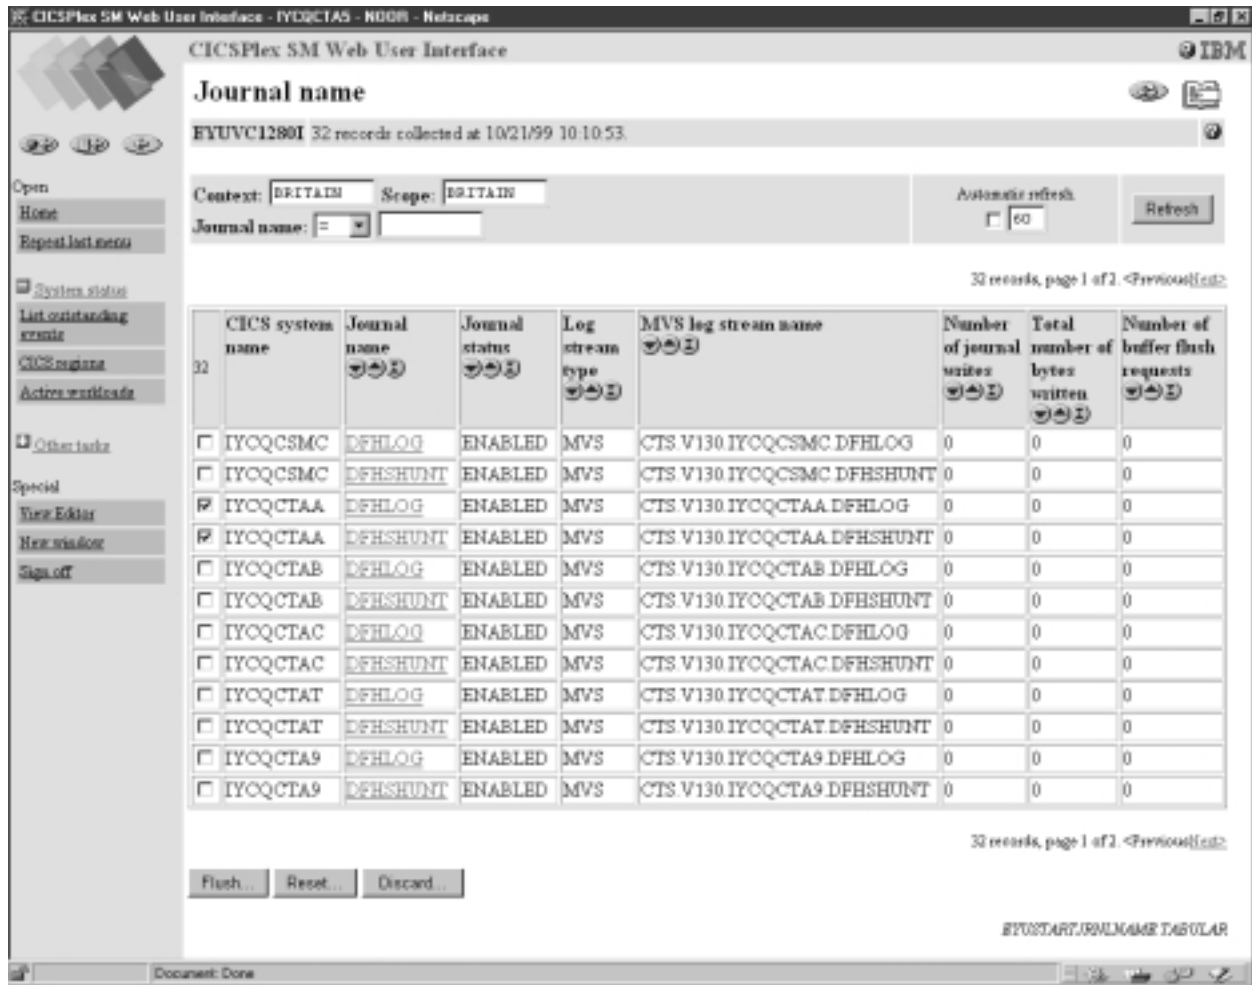 CICSPlex SM Web User Interface - IYCQCTA5 - NOOR - Netscape
CICSPlex SM Web User Interface
IBM
Journal name
EYUVC1280I 32 records collected at 10/21/99 10:10:53.
Open
Home
Repeat last menu
System status
List outstanding events
CICS regions
Active workloads
Other tasks
Special
View Editor
New window
Sign off
Context: BRITAIN Scope: BRITAIN
Journal name: =
Automatic refresh
60
Refresh
32 records, page 1 of 2. <Previous Next>
32 CICS system name Journal name Journal status Log stream type MVS log stream name Number of journal writes Total number of bytes written Number of buffer flush requests
IYCQCSMC DFHLOG ENABLED MVS CTS.V130.IYCQCSMC.DFHLOG 0 0 0
IYCQCSMC DFHSHUNT ENABLED MVS CTS.V130.IYCQCSMC.DFHSHUNT 0 0 0
IYCQCTAA DFHLOG ENABLED MVS CTS.V130.IYCQCTAA.DFHLOG 0 0 0
IYCQCTAA DFHSHUNT ENABLED MVS CTS.V130.IYCQCTAA.DFHSHUNT 0 0 0
IYCQCTAB DFHLOG ENABLED MVS CTS.V130.IYCQCTAB.DFHLOG 0 0 0
IYCQCTAB DFHSHUNT ENABLED MVS CTS.V130.IYCQCTAB.DFHSHUNT 0 0 0
IYCQCTAC DFHLOG ENABLED MVS CTS.V130.IYCQCTAC.DFHLOG 0 0 0
IYCQCTAC DFHSHUNT ENABLED MVS CTS.V130.IYCQCTAC.DFHSHUNT 0 0 0
IYCQCTAT DFHLOG ENABLED MVS CTS.V130.IYCQCTAT.DFHLOG 0 0 0
IYCQCTAT DFHSHUNT ENABLED MVS CTS.V130.IYCQCTAT.DFHSHUNT 0 0 0
IYCQCTA9 DFHLOG ENABLED MVS CTS.V130.IYCQCTA9.DFHLOG 0 0 0
IYCQCTA9 DFHSHUNT ENABLED MVS CTS.V130.IYCQCTA9.DFHSHUNT 0 0 0
32 records, page 1 of 2. <Previous Next>
Flush... Reset... Discard...
EYUSTARTJRNLNAME.TABULAR
Document: Done